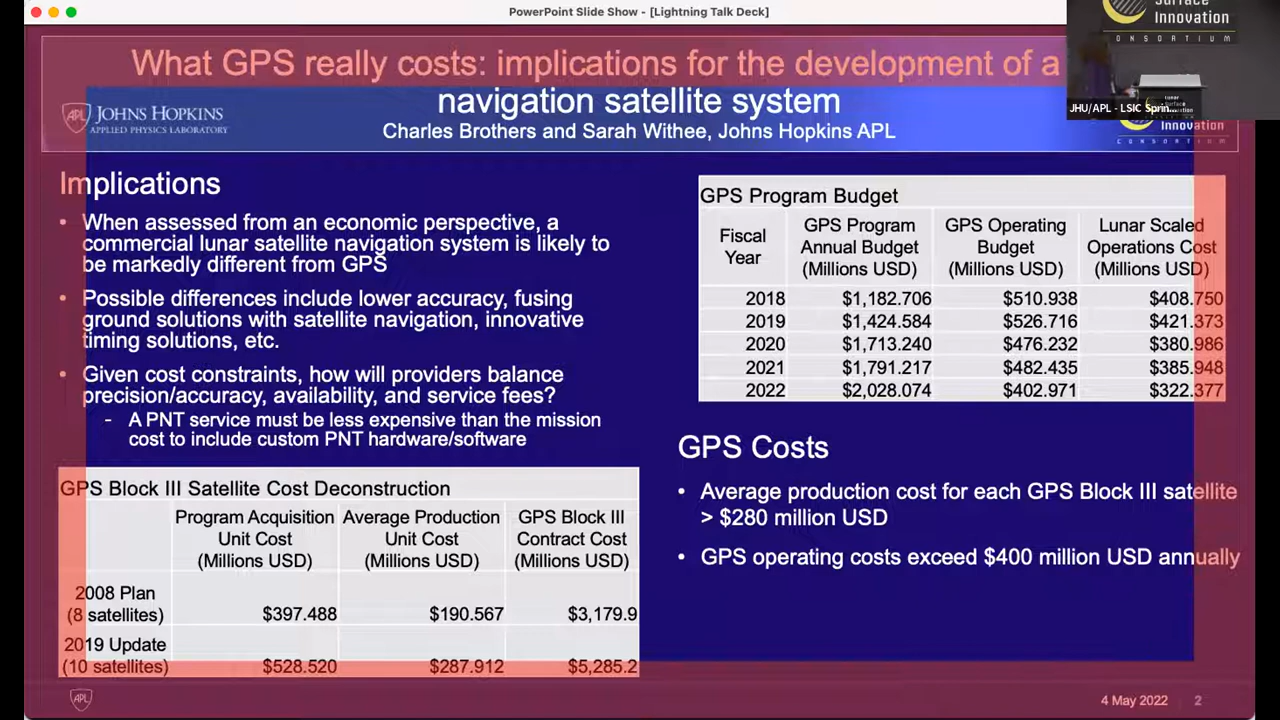 PowerPoint Slide Show - [Lightning Talk Deck]
What GPS really costs: implications for the development of a
navigation satellite system
Charles Brothers and Sarah Withee, Johns Hopkins APL
APL
JOHNS HOPKINS
APPLIED PHYSICS LABORATORY
Surface
Innovation
CONSORTIUM
JHU/APL - LSIC Sprin...
Lunar
Surface
Innovation
Innovation
CONSORTIUM
Implications
• When assessed from an economic perspective, a
commercial lunar satellite navigation system is likely to
be markedly different from GPS
• Possible differences include lower accuracy, fusing
ground solutions with satellite navigation, innovative
timing solutions, etc.
• Given cost constraints, how will providers balance
precision/accuracy, availability, and service fees?
- A PNT service must be less expensive than the mission
cost to include custom PNT hardware/software
GPS Block III Satellite Cost Deconstruction
Program Acquisition Unit Cost (Millions USD) Average Production Unit Cost (Millions USD) GPS Block III Contract Cost (Millions USD)
2008 Plan (8 satellites) $397.488 $190.567 $3,179.9
2019 Update (10 satellites) $528.520 $287.912 $5,285.2
GPS Program Budget
Fiscal Year GPS Program Annual Budget (Millions USD) GPS Operating Budget (Millions USD) Lunar Scaled Operations Cost (Millions USD)
2018 $1,182.706 $510.938 $408.750
2019 $1,424.584 $526.716 $421.373
2020 $1,713.240 $476.232 $380.986
2021 $1,791.217 $482.435 $385.948
2022 $2,028.074 $402.971 $322.377
GPS Costs
• Average production cost for each GPS Block III satellite
> $280 million USD
• GPS operating costs exceed $400 million USD annually
APL
4 May 2022 2